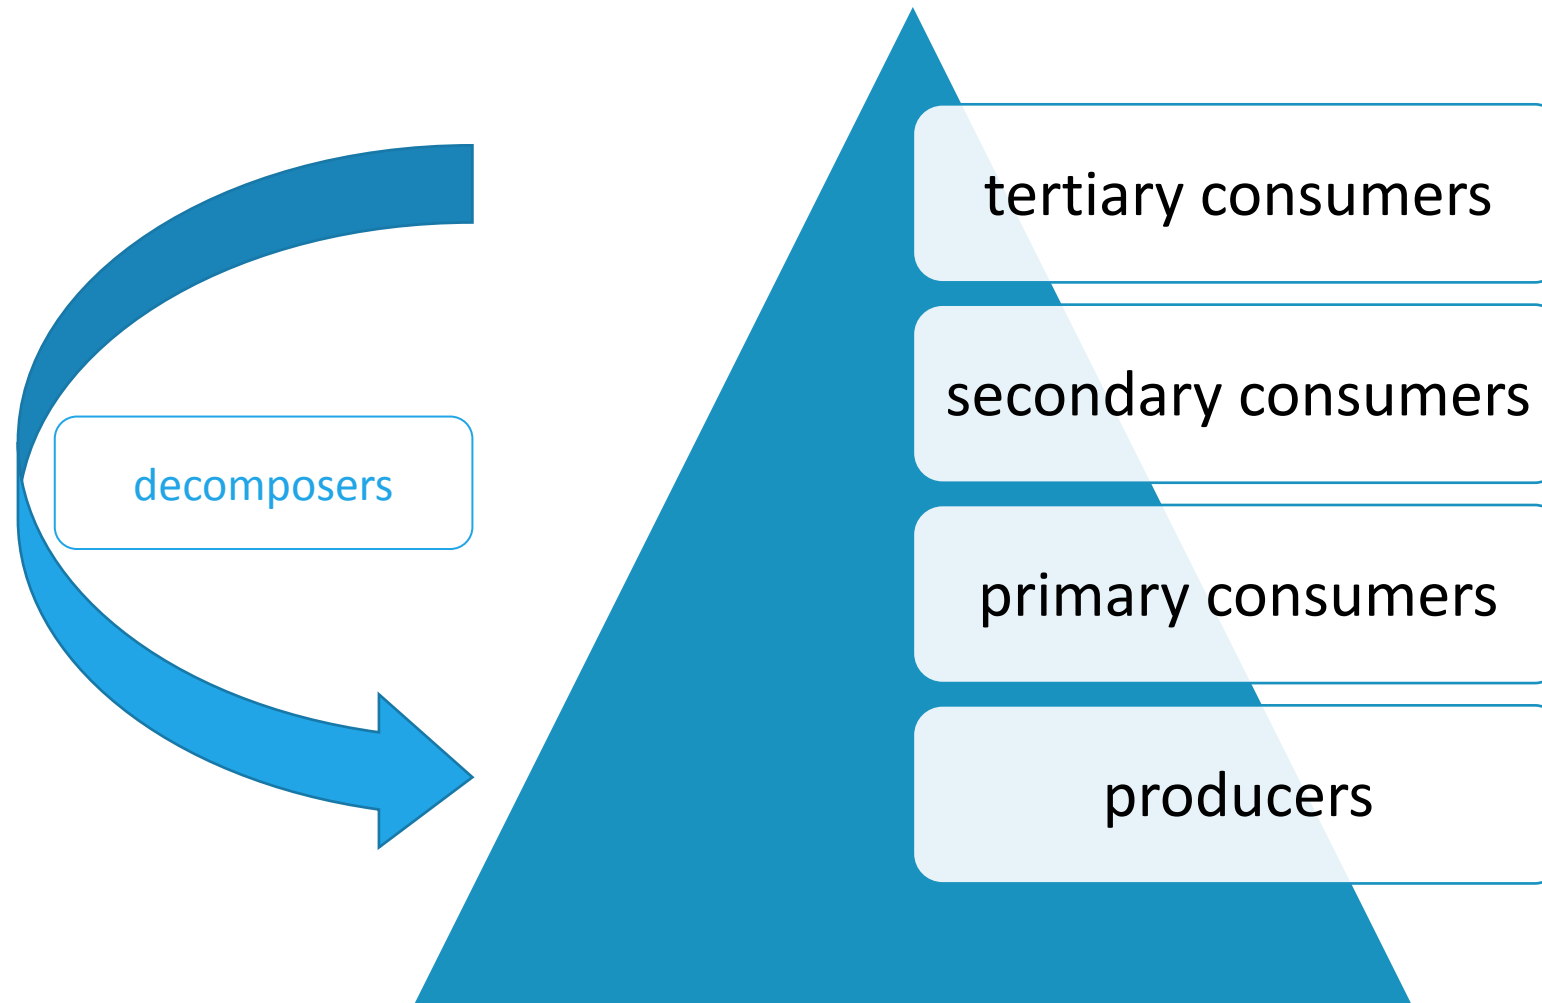 tertiary consumers
secondary consumers
decomposers
primary consumers
producers